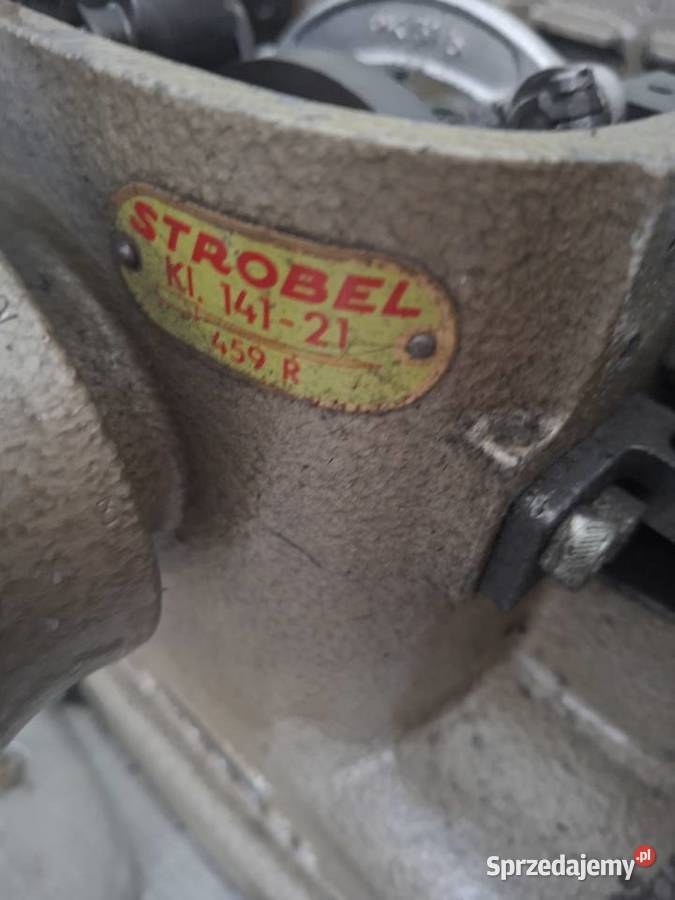 STROBEL
Kl. 141-21
459 R
Sprzedajemy.pl